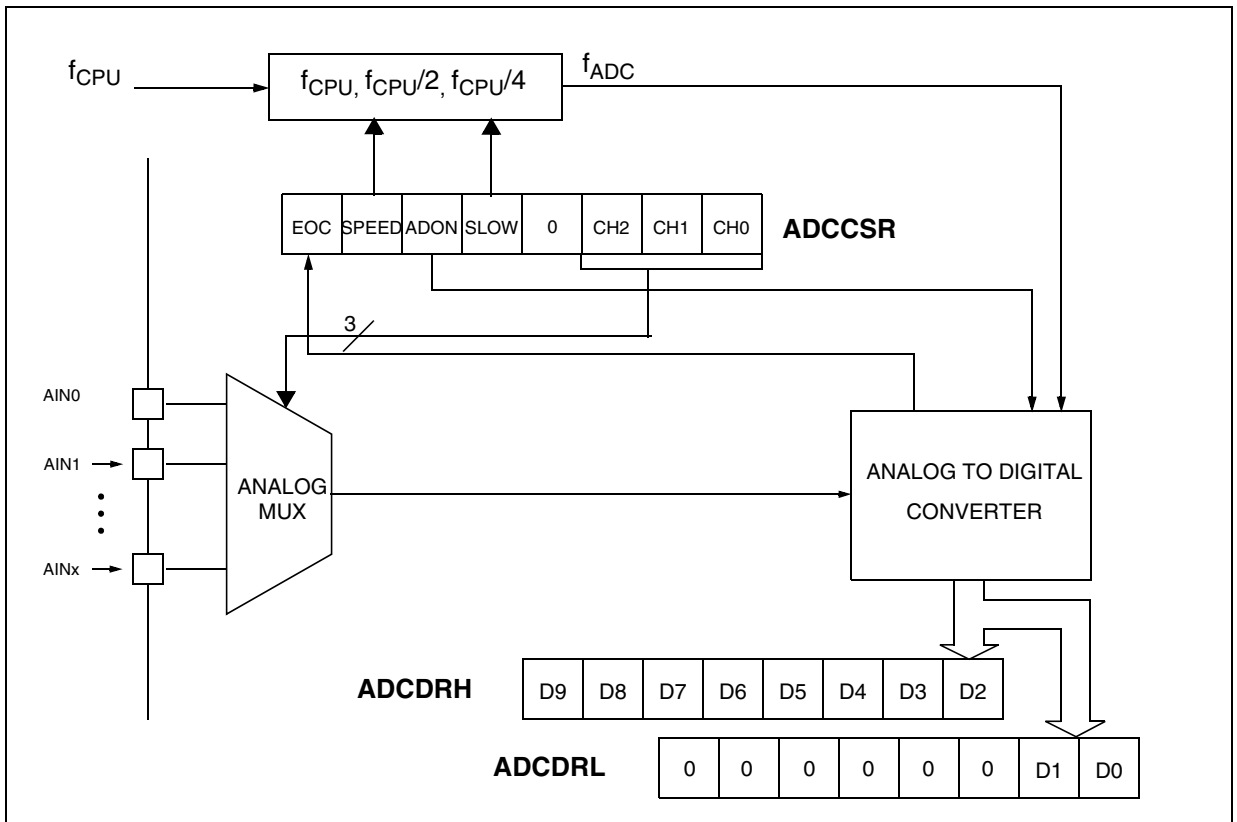 fCPU
fCPU, fCPU/2, fCPU/4
fADC
EOC SPEED ADON SLOW 0 CH2 CH1 CH0
ADCCSR
3
AIN0
AIN1
AINx
ANALOG
MUX
ANALOG TO DIGITAL
CONVERTER
ADCDRH
D9 D8 D7 D6 D5 D4 D3 D2
ADCDRL
0 0 0 0 0 0 D1 D0